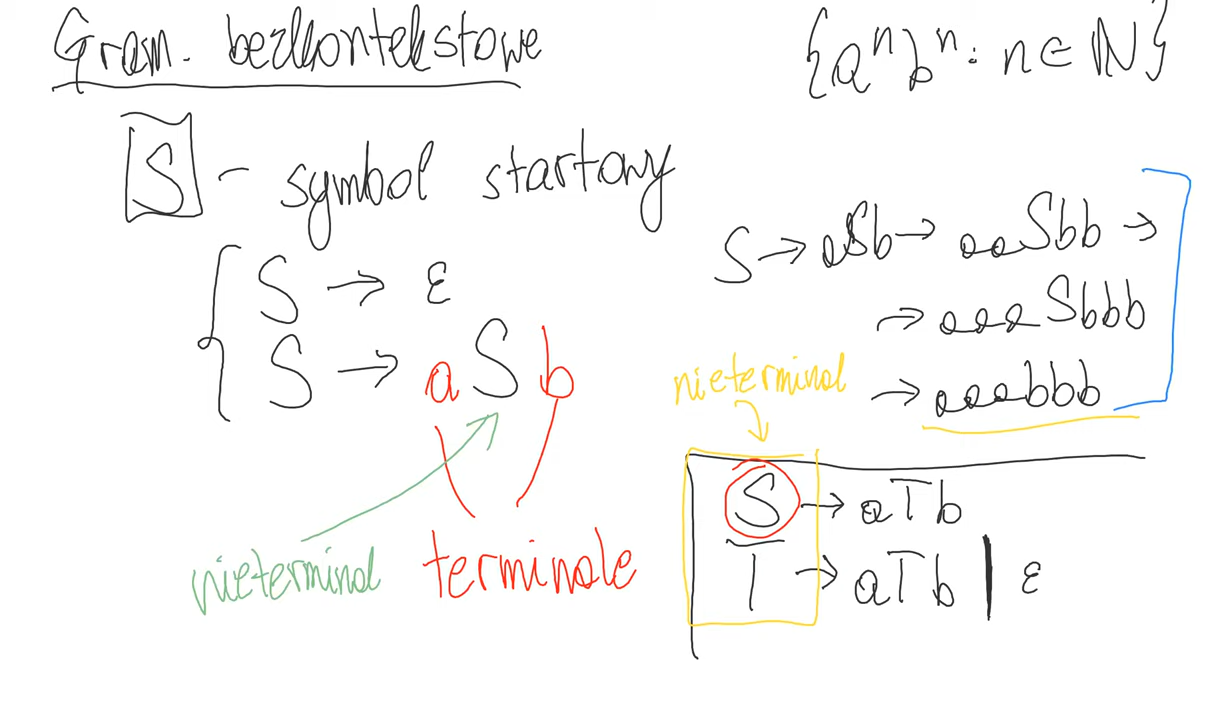 Gram. bezkontekstowe
{aⁿbⁿ: n ∈ ℕ}
S - symbol startowy
S → ε
S → aSb
nieterminal
terminale
S → aSb → aaSbb →
→ aaaSbbb
→ aaabbb
nieterminal
S → aTb
T → aTb | ε